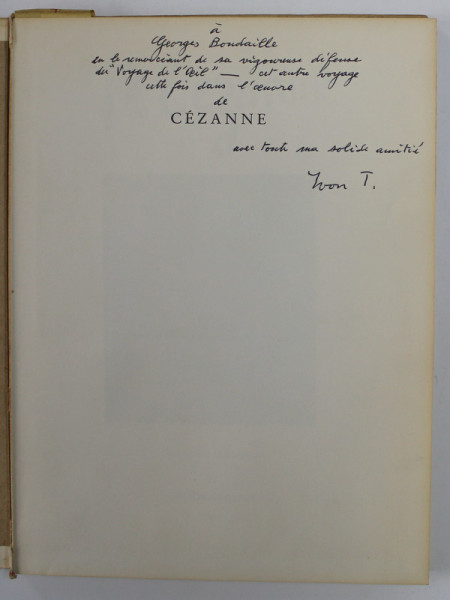 à
Georges Boudaille
en le remerciant de sa vigoureuse défense
du "Voyage de l'Œil" — cet autre voyage
cette fois dans l'œuvre
de
CÉZANNE
avec toute ma solide amitié
Yvon T.